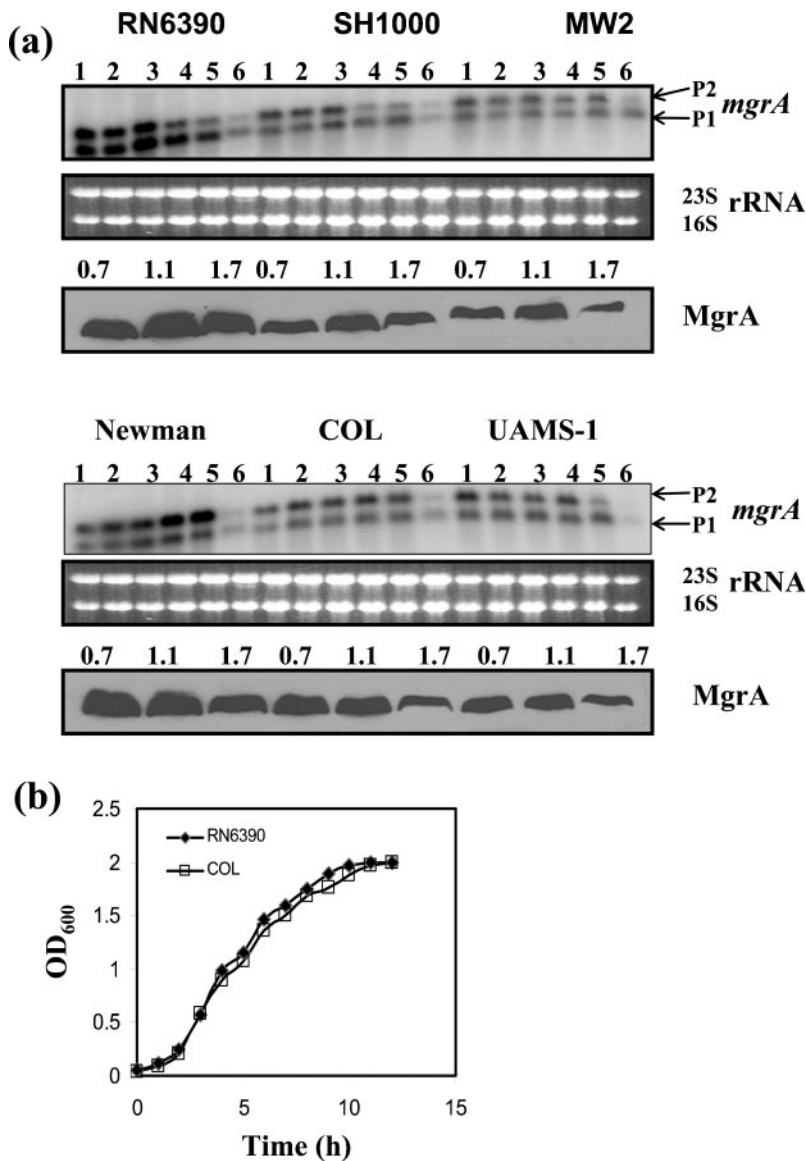 (a)
RN6390 SH1000 MW2
1 2 3 4 5 6 1 2 3 4 5 6 1 2 3 4 5 6
P2
P1
mgrA
23S
16S
rRNA
0.7 1.1 1.7 0.7 1.1 1.7 0.7 1.1 1.7
MgrA
Newman COL UAMS-1
1 2 3 4 5 6 1 2 3 4 5 6 1 2 3 4 5 6
P2
P1
mgrA
23S
16S
rRNA
0.7 1.1 1.7 0.7 1.1 1.7 0.7 1.1 1.7
MgrA
(b)
2.5
2
1.5
1
0.5
0
OD600
RN6390
COL
0 5 10 15
Time (h)